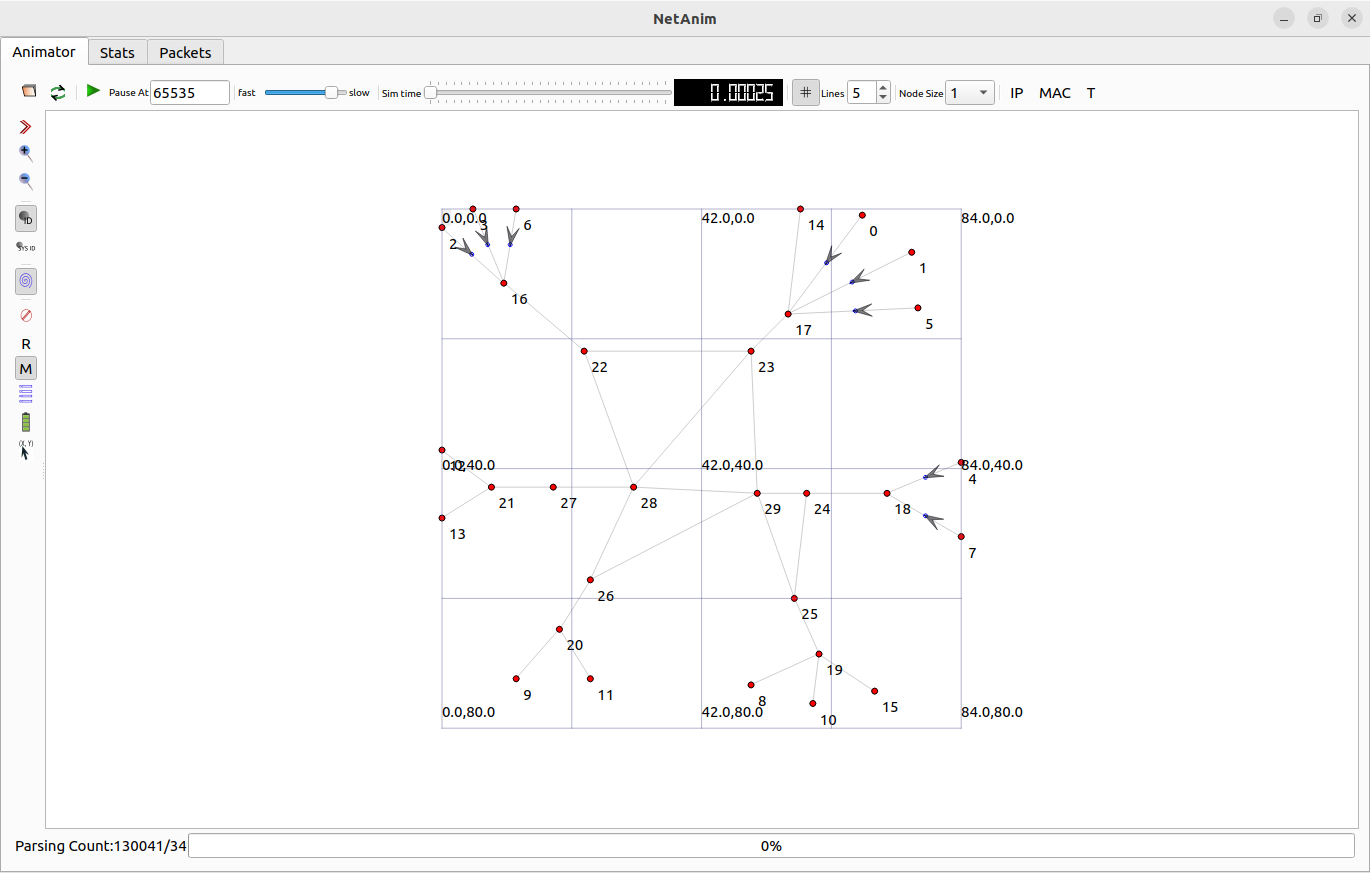 NetAnim
Animator Stats Packets
Pause At 65535 fast slow Sim time 0.00025 # Lines 5 Node Size 1 IP MAC T
ID
SYS ID
R
M
(X, Y)
0.0,0.0 42.0,0.0 84.0,0.0
3 6 14 0
2 1
16
17 5
22 23
12
0.0,40.0 42.0,40.0 84.0,40.0
4
21 27 28 29 24 18
13 7
26
25
20
19
9 11 8 15
0.0,80.0 42.0,80.0 84.0,80.0
10
Parsing Count:130041/34 0%